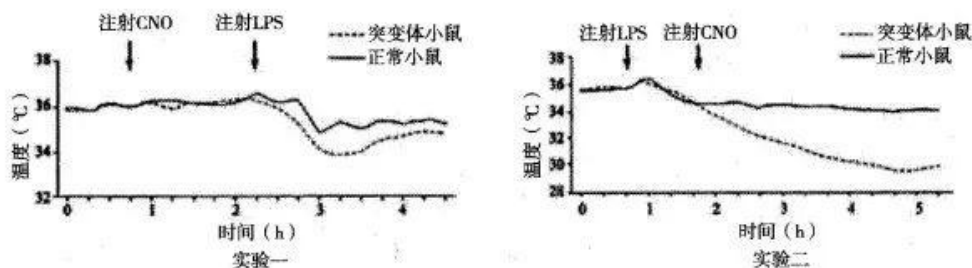 注射CNO 注射LPS
突变体小鼠
正常小鼠
温度(℃)
38
36
34
32
0 1 2 3 4
时间(h)
实验一
注射LPS 注射CNO
突变体小鼠
正常小鼠
温度(℃)
38
36
34
30
28
0 1 2 3 4 5
时间(h)
实验二